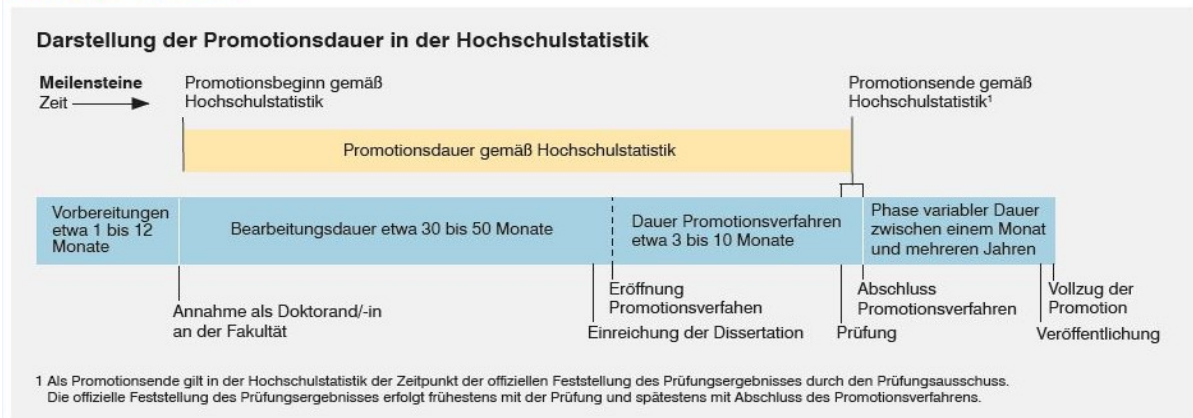 Darstellung der Promotionsdauer in der Hochschulstatistik
Meilensteine
Zeit
Promotionsbeginn gemäß
Hochschulstatistik
Promotionsende gemäß
Hochschulstatistik¹
Promotionsdauer gemäß Hochschulstatistik
Vorbereitungen
etwa 1 bis 12
Monate
Bearbeitungsdauer etwa 30 bis 50 Monate
Dauer Promotionsverfahren
etwa 3 bis 10 Monate
Phase variabler Dauer
zwischen einem Monat
und mehreren Jahren
Annahme als Doktorand/-in
an der Fakultät
Eröffnung
Promotionsverfahen
Einreichung der Dissertation
Abschluss
Promotionsverfahren
Prüfung
Vollzug der
Promotion
Veröffentlichung
1 Als Promotionsende gilt in der Hochschulstatistik der Zeitpunkt der offiziellen Feststellung des Prüfungsergebnisses durch den Prüfungsausschuss.
Die offizielle Feststellung des Prüfungsergebnisses erfolgt frühestens mit der Prüfung und spätestens mit Abschluss des Promotionsverfahrens.